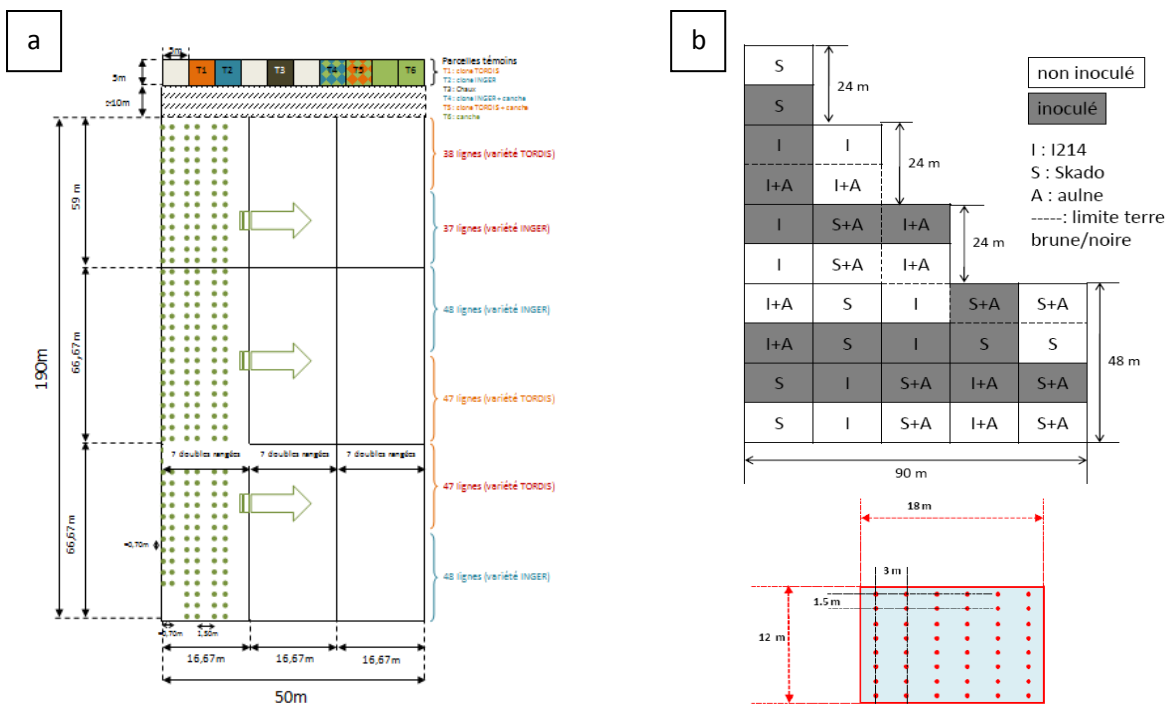 a
5m
T1
T2
T3
T4
T5
T6
5m
≥10m
Parcelles témoins
T1 : clone TORDIS
T2 : clone INGER
T3 : Chaux
T4 : clone INGER + canche
T5 : clone TORDIS + canche
T6 : canche
190m
59 m
66,67m
66,67m
38 lignes (variété TORDIS)
37 lignes (variété INGER)
48 lignes (variété INGER)
47 lignes (variété TORDIS)
47 lignes (variété TORDIS)
48 lignes (variété INGER)
7 doubles rangées
7 doubles rangées
7 doubles rangées
≈0,70m
≈0,70m
1,50m
16,67m
16,67m
16,67m
50m
b
S
S
I
I
I+A
I+A
I
S+A
I+A
I
S+A
I+A
I+A
S
I
S+A
S+A
I+A
S
I
S
S
S
I
S+A
I+A
S+A
S
I
S+A
I+A
S+A
24 m
24 m
24 m
48 m
90 m
non inoculé
inoculé
I : I214
S : Skado
A : aulne
-----: limite terre
brune/noire
18 m
3 m
1.5 m
12 m